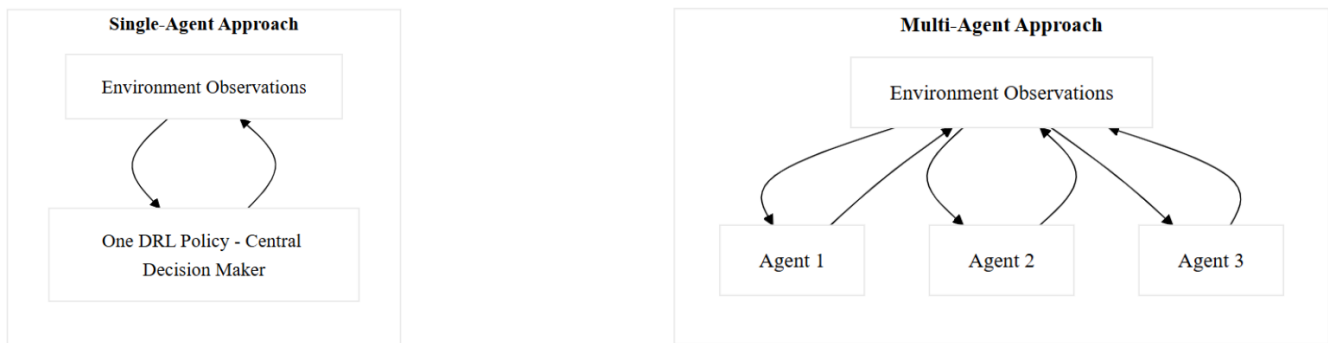 Single-Agent Approach
Environment Observations
One DRL Policy - Central
Decision Maker
Multi-Agent Approach
Environment Observations
Agent 1
Agent 2
Agent 3